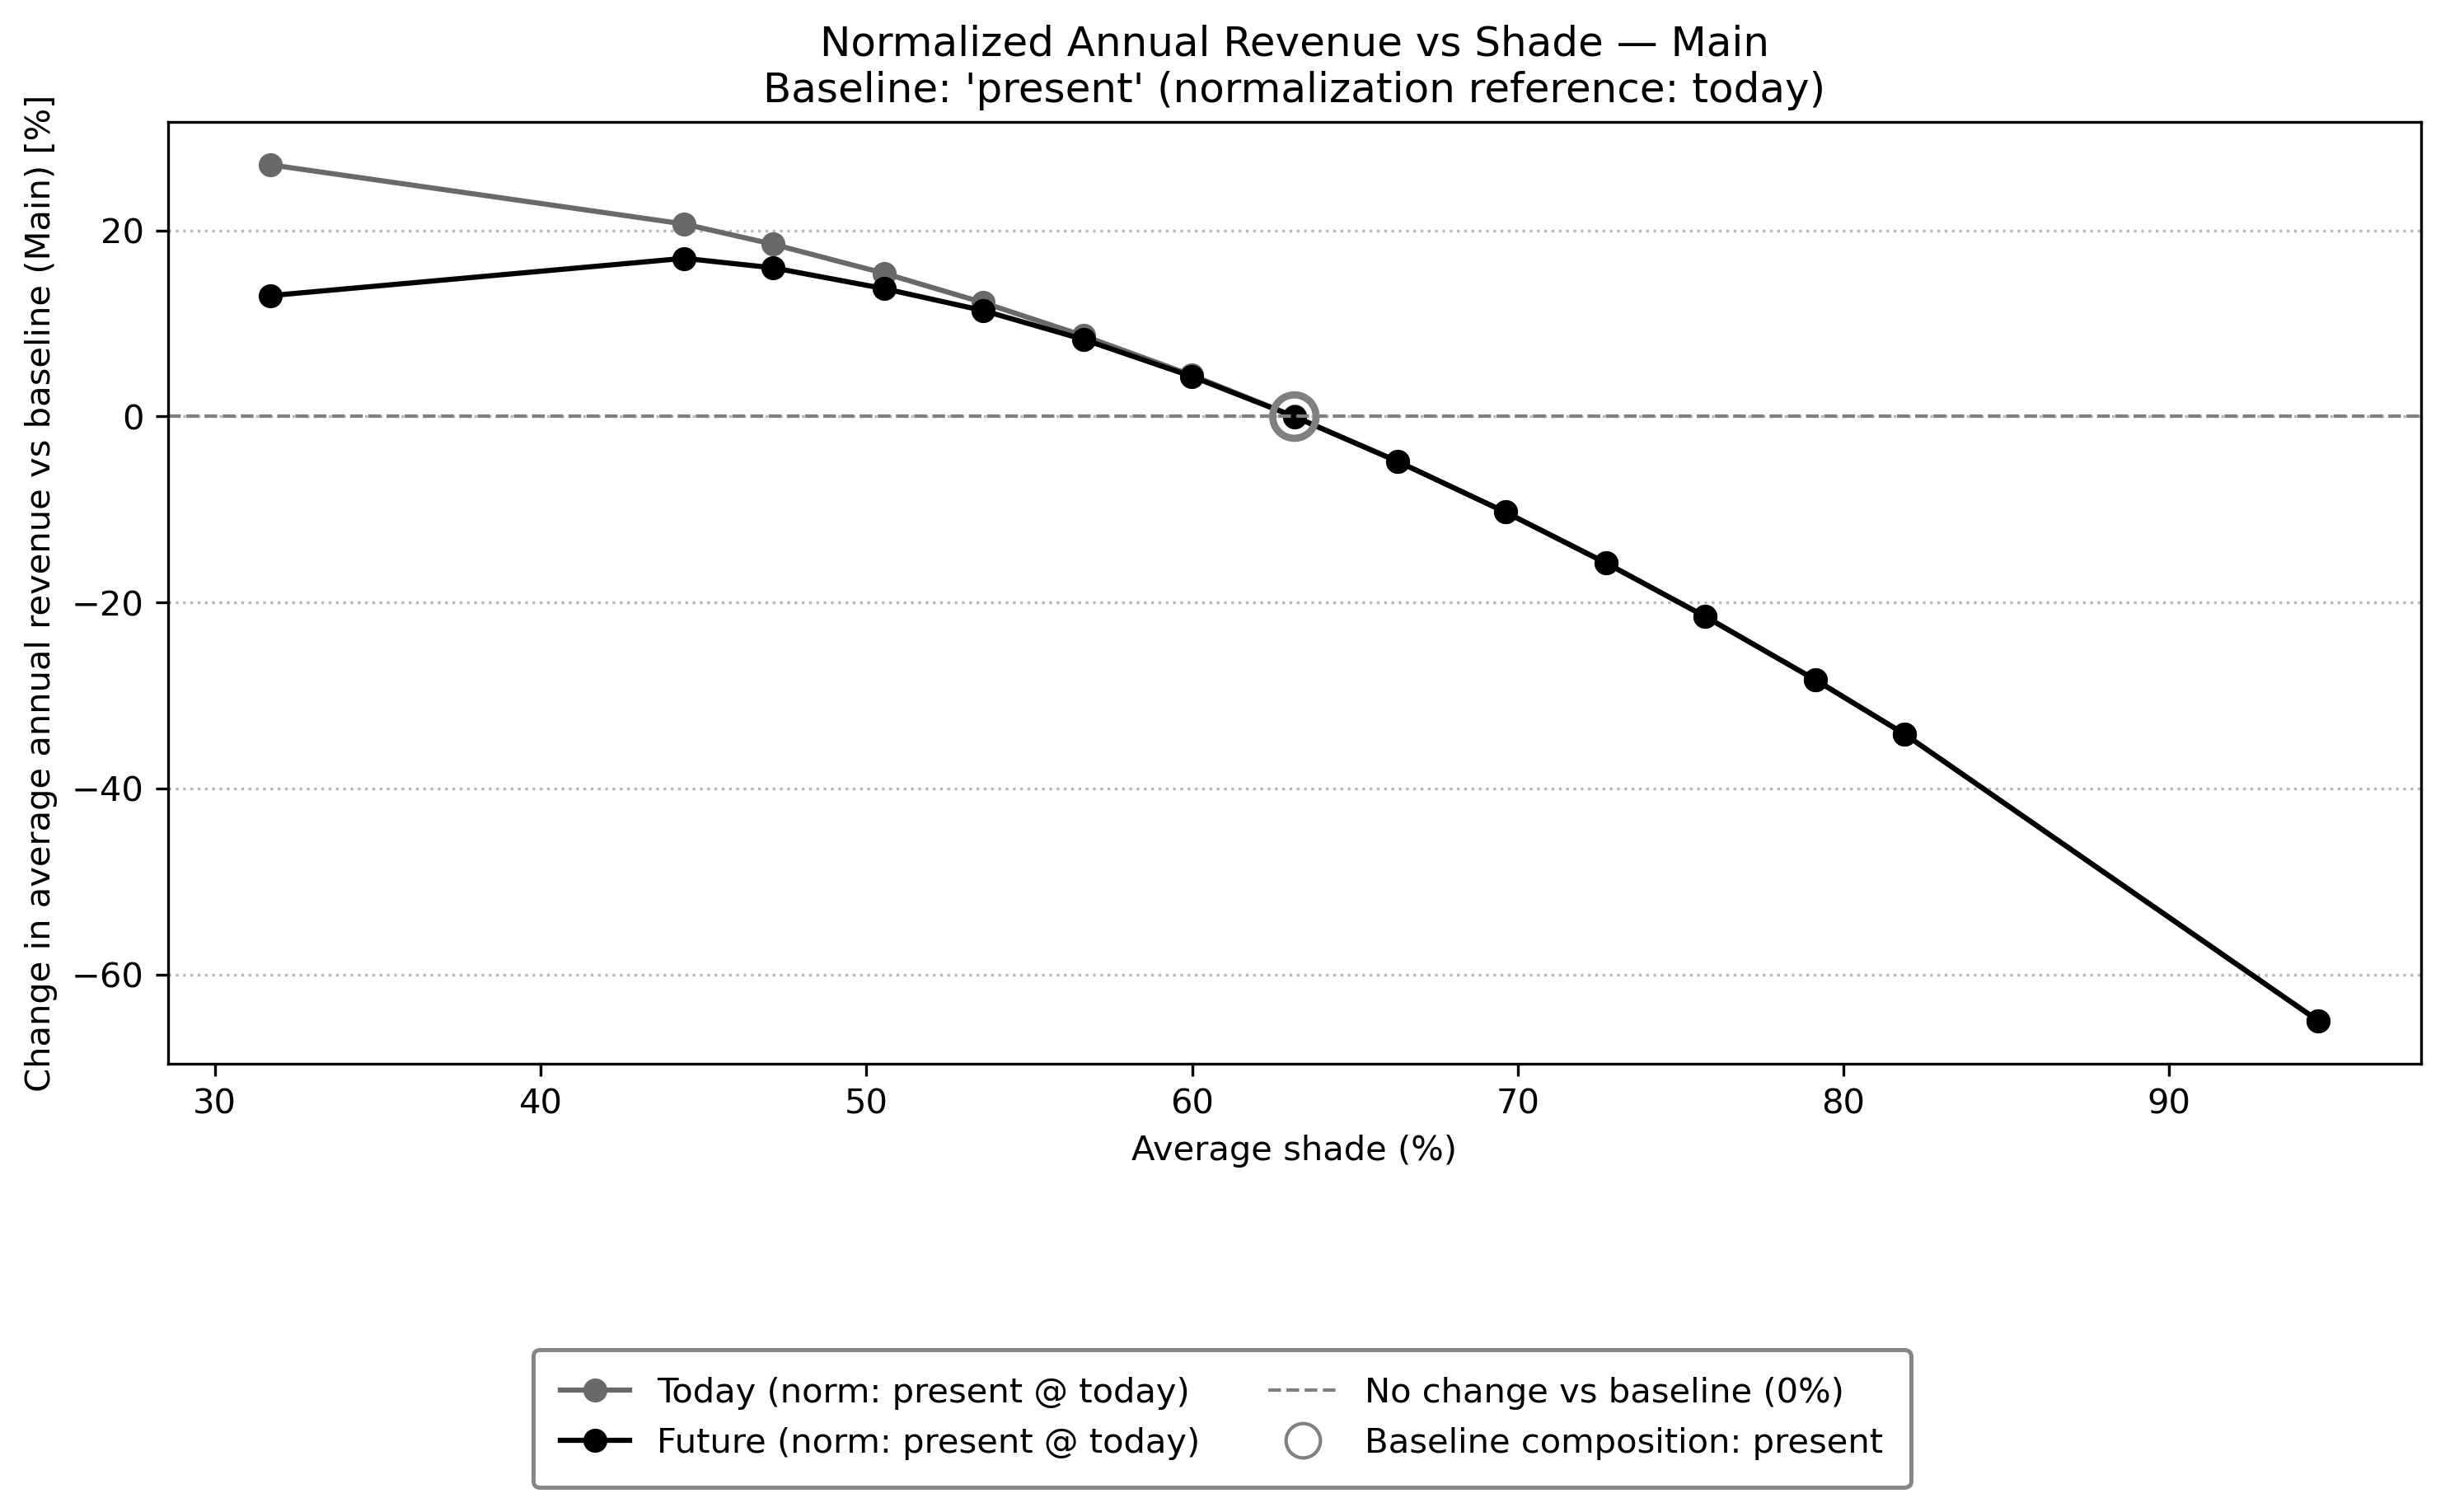 Normalized Annual Revenue vs Shade — Main
Baseline: 'present' (normalization reference: today)
Change in average annual revenue vs baseline (Main) [%]
20
0
−20
−40
−60
30 40 50 60 70 80 90
Average shade (%)
Today (norm: present @ today)
Future (norm: present @ today)
No change vs baseline (0%)
Baseline composition: present